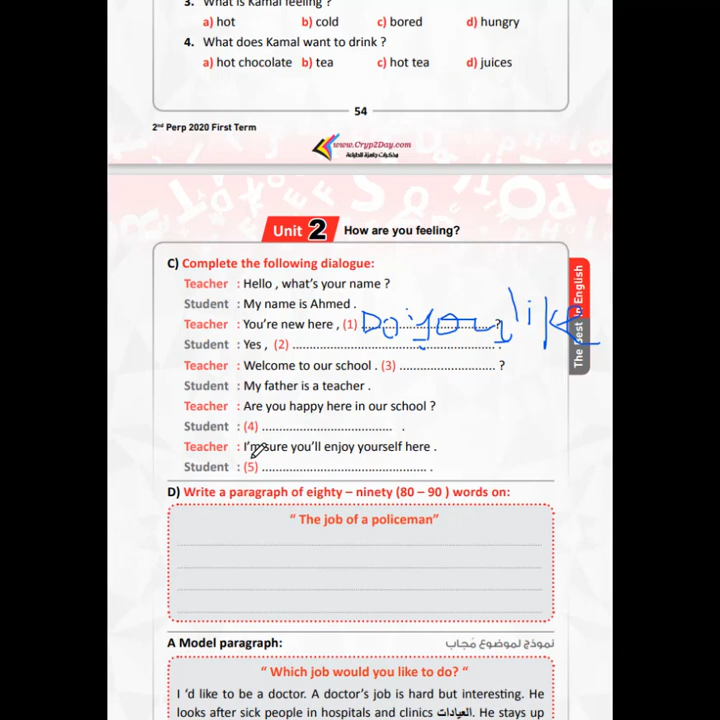 3. What is Kamal feeling ?
a) hot b) cold c) bored d) hungry
4. What does Kamal want to drink ?
a) hot chocolate b) tea c) hot tea d) juices
54
2nd Perp 2020 First Term
www.Cryp2Day.com
مذكرات جاهزة للطباعة
Unit 2 How are you feeling?
The Best in English
C) Complete the following dialogue:
Teacher : Hello , what's your name ?
Student : My name is Ahmed .
Teacher : You're new here , (1) Do you like ?
Student : Yes , (2) ............................................................ .
Teacher : Welcome to our school . (3) ............................ ?
Student : My father is a teacher .
Teacher : Are you happy here in our school ?
Student : (4) ....................................... .
Teacher : I'm sure you'll enjoy yourself here .
Student : (5) ................................................ .
D) Write a paragraph of eighty – ninety (80 – 90 ) words on:
“ The job of a policeman”
A Model paragraph: نموذج لموضوع مُجاب
“ Which job would you like to do? “
I ‘d like to be a doctor. A doctor’s job is hard but interesting. He
looks after sick people in hospitals and clinics العيادات. He stays up